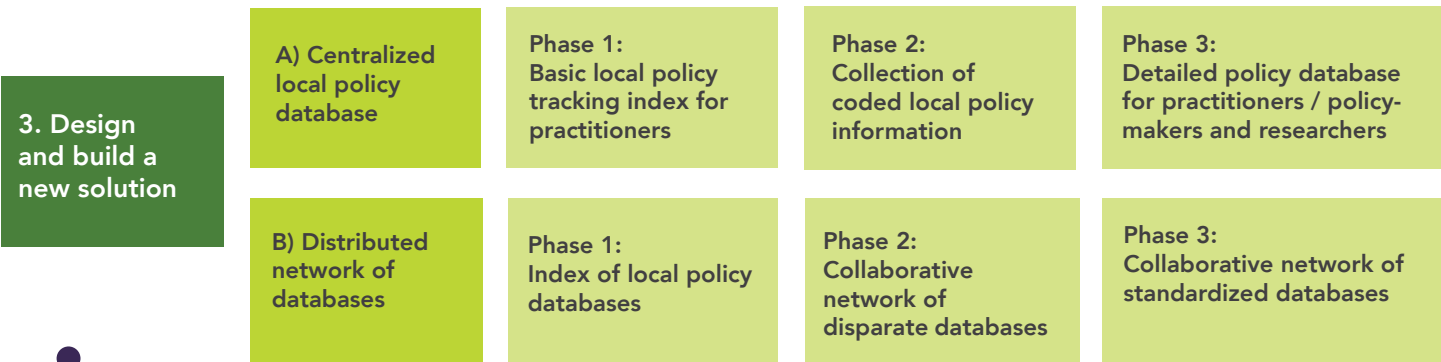 3. Design
and build a
new solution
A) Centralized
local policy
database
Phase 1:
Basic local policy
tracking index for
practitioners
Phase 2:
Collection of
coded local policy
information
Phase 3:
Detailed policy database
for practitioners / policy-
makers and researchers
B) Distributed
network of
databases
Phase 1:
Index of local policy
databases
Phase 2:
Collaborative
network of
disparate databases
Phase 3:
Collaborative network of
standardized databases